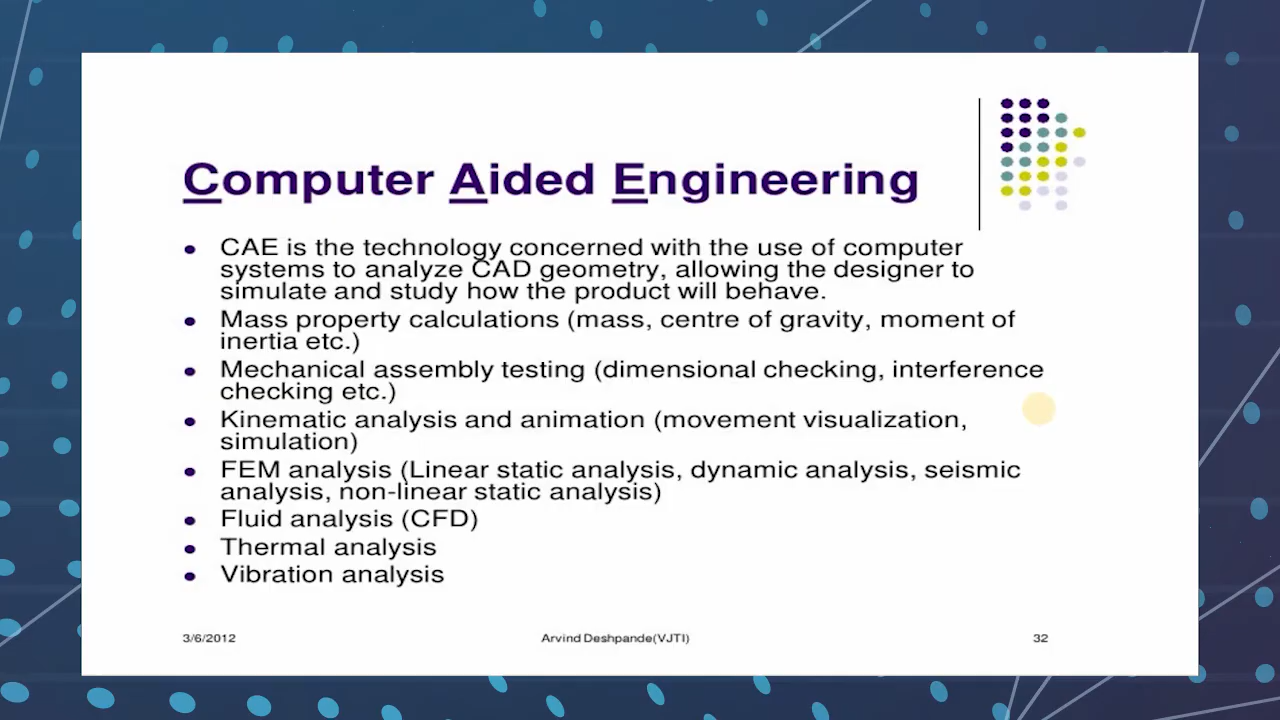 Computer Aided Engineering
• CAE is the technology concerned with the use of computer
systems to analyze CAD geometry, allowing the designer to
simulate and study how the product will behave.
• Mass property calculations (mass, centre of gravity, moment of
inertia etc.)
• Mechanical assembly testing (dimensional checking, interference
checking etc.)
• Kinematic analysis and animation (movement visualization,
simulation)
• FEM analysis (Linear static analysis, dynamic analysis, seismic
analysis, non-linear static analysis)
• Fluid analysis (CFD)
• Thermal analysis
• Vibration analysis
3/6/2012 Arvind Deshpande(VJTI) 32